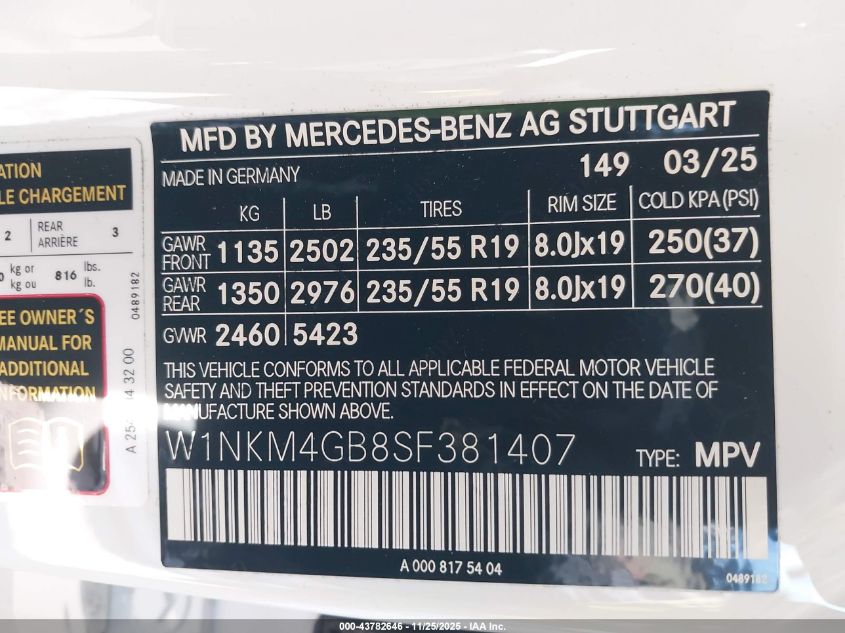 MFD BY MERCEDES-BENZ AG STUTTGART
MADE IN GERMANY 149 03/25
KG LB TIRES RIM SIZE COLD KPA (PSI)
GAWR FRONT 1135 2502 235/55 R19 8.0Jx19 250(37)
GAWR REAR 1350 2976 235/55 R19 8.0Jx19 270(40)
GVWR 2460 5423
THIS VEHICLE CONFORMS TO ALL APPLICABLE FEDERAL MOTOR VEHICLE
SAFETY AND THEFT PREVENTION STANDARDS IN EFFECT ON THE DATE OF
MANUFACTURE SHOWN ABOVE.
W1NKM4GB8SF381407 TYPE: MPV
A 000 817 54 04
0489182
CHARGEMENT
2 REAR ARRIÈRE 3
kg or kg ou 816 lbs. lb.
OWNER´S
MANUAL FOR
ADDITIONAL
0489182
000-43782646 - 11/25/2025 - IAA Inc.